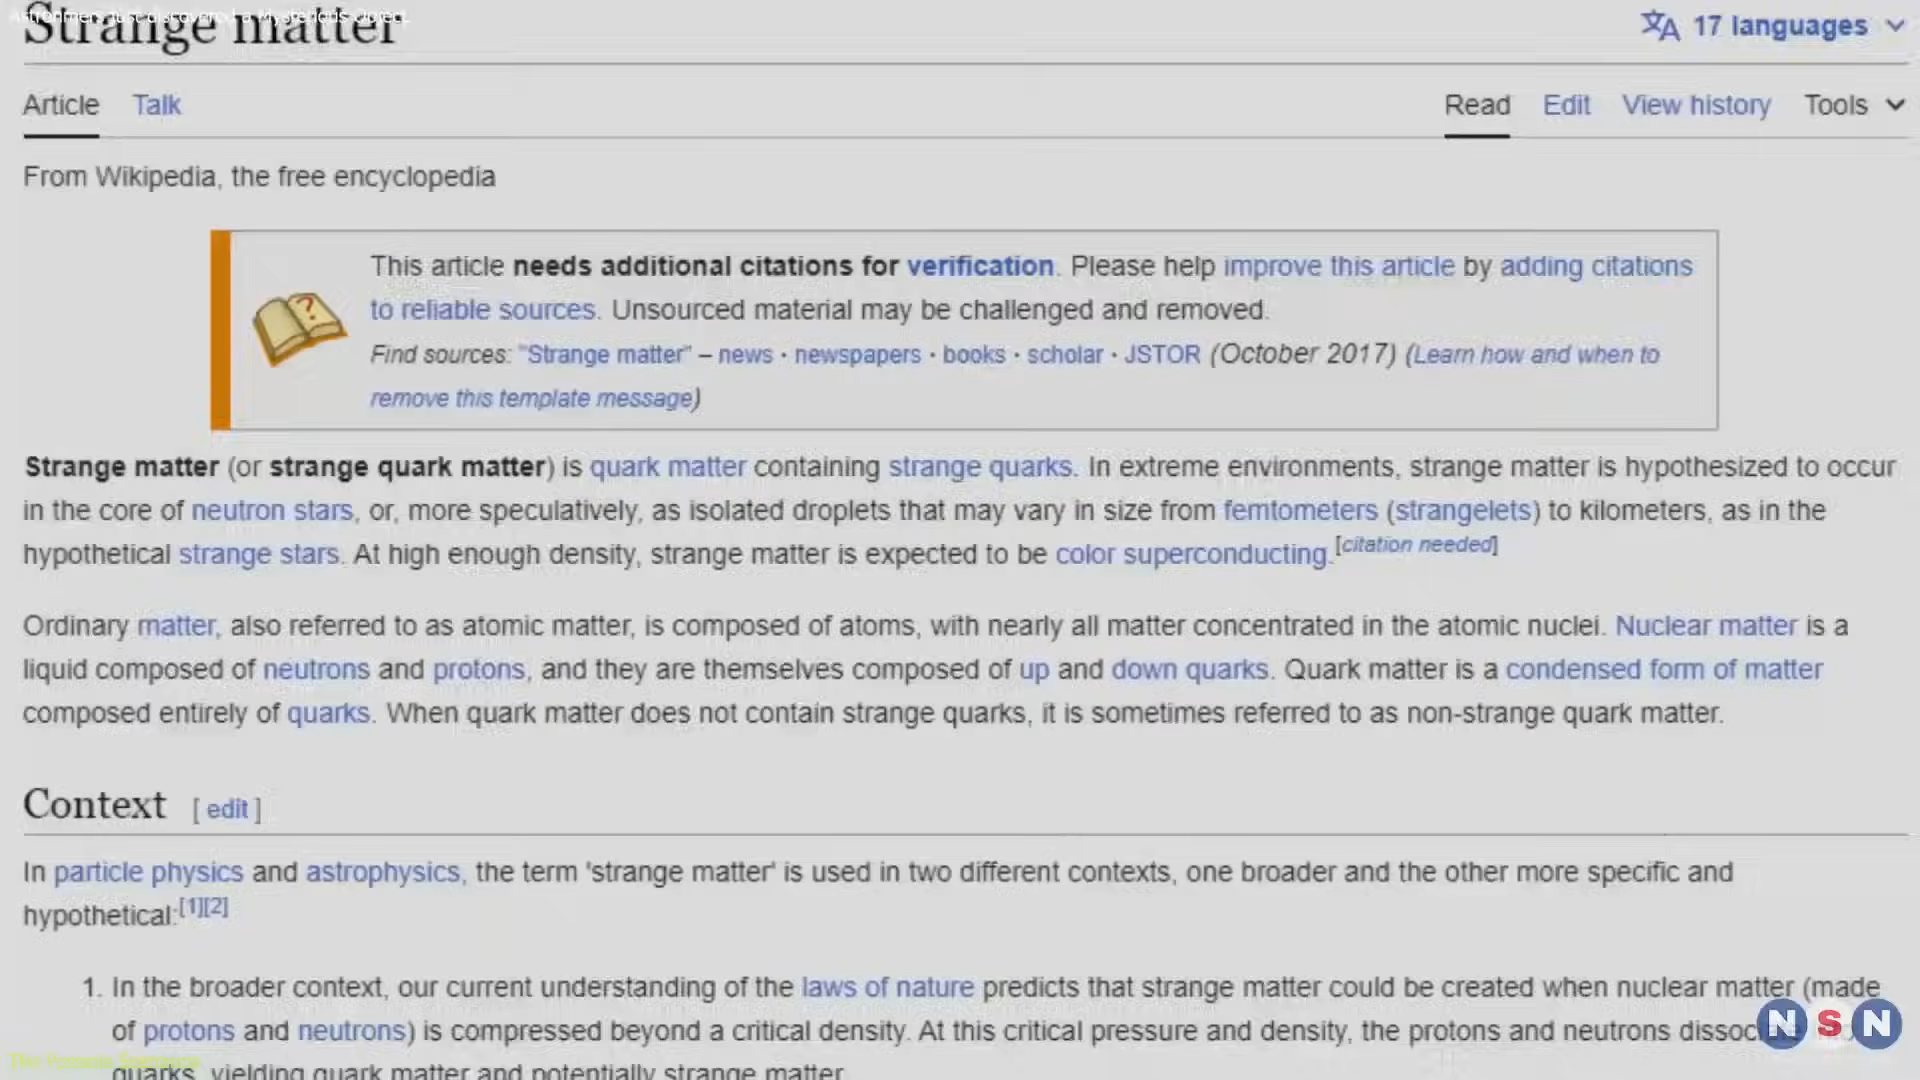 Astronomers Just discovered a Mysterious Object
Strange matter
17 languages
Article Talk
Read Edit View history Tools
From Wikipedia, the free encyclopedia
This article needs additional citations for verification. Please help improve this article by adding citations
to reliable sources. Unsourced material may be challenged and removed.
Find sources: "Strange matter" – news · newspapers · books · scholar · JSTOR (October 2017) (Learn how and when to
remove this template message)
Strange matter (or strange quark matter) is quark matter containing strange quarks. In extreme environments, strange matter is hypothesized to occur
in the core of neutron stars, or, more speculatively, as isolated droplets that may vary in size from femtometers (strangelets) to kilometers, as in the
hypothetical strange stars. At high enough density, strange matter is expected to be color superconducting.[citation needed]
Ordinary matter, also referred to as atomic matter, is composed of atoms, with nearly all matter concentrated in the atomic nuclei. Nuclear matter is a
liquid composed of neutrons and protons, and they are themselves composed of up and down quarks. Quark matter is a condensed form of matter
composed entirely of quarks. When quark matter does not contain strange quarks, it is sometimes referred to as non-strange quark matter.
Context [ edit ]
In particle physics and astrophysics, the term 'strange matter' is used in two different contexts, one broader and the other more specific and
hypothetical:[1][2]
1. In the broader context, our current understanding of the laws of nature predicts that strange matter could be created when nuclear matter (made
of protons and neutrons) is compressed beyond a critical density. At this critical pressure and density, the protons and neutrons
quarks, yielding quark matter and potentially strange matter.
NSN